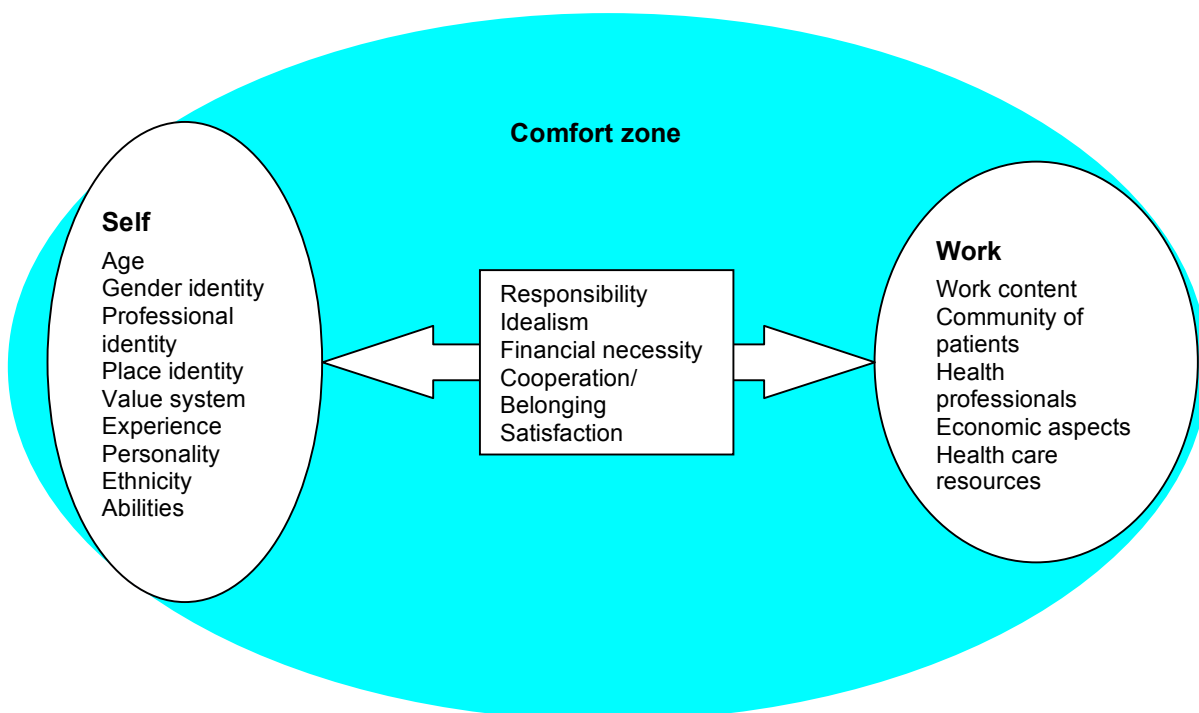 Comfort zone
Self
Age
Gender identity
Professional
identity
Place identity
Value system
Experience
Personality
Ethnicity
Abilities
Responsibility
Idealism
Financial necessity
Cooperation/
Belonging
Satisfaction
Work
Work content
Community of
patients
Health
professionals
Economic aspects
Health care
resources